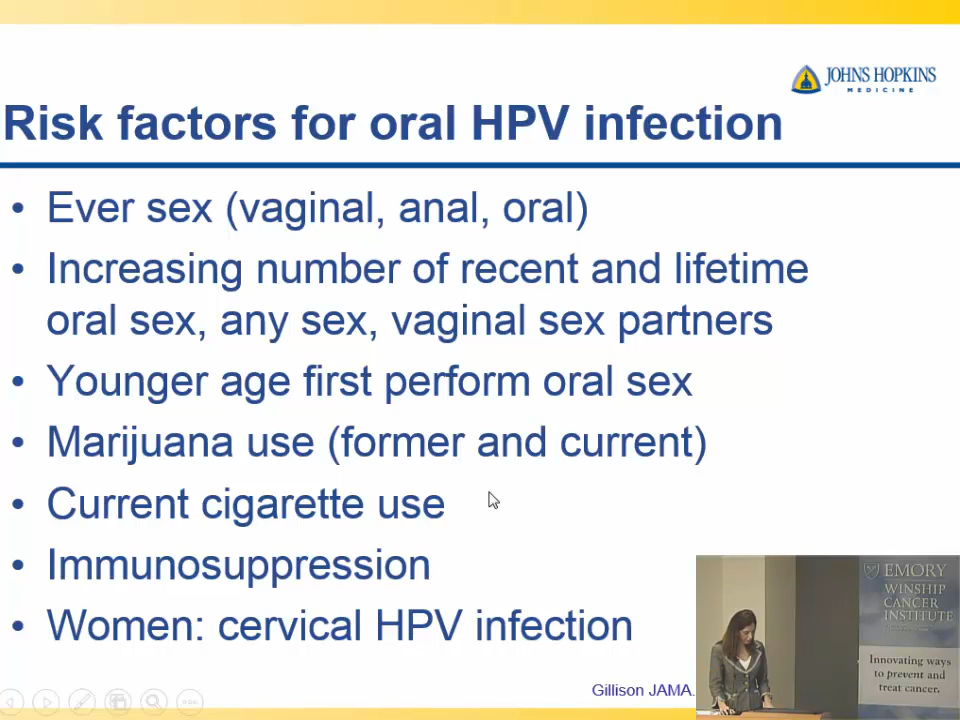 JOHNS HOPKINS
MEDICINE
Risk factors for oral HPV infection
• Ever sex (vaginal, anal, oral)
• Increasing number of recent and lifetime
oral sex, any sex, vaginal sex partners
• Younger age first perform oral sex
• Marijuana use (former and current)
• Current cigarette use
• Immunosuppression
• Women: cervical HPV infection
Gillison JAMA.
EMORY
WINSHIP
CANCER
INSTITUTE
Innovating ways
to prevent and
treat cancer.